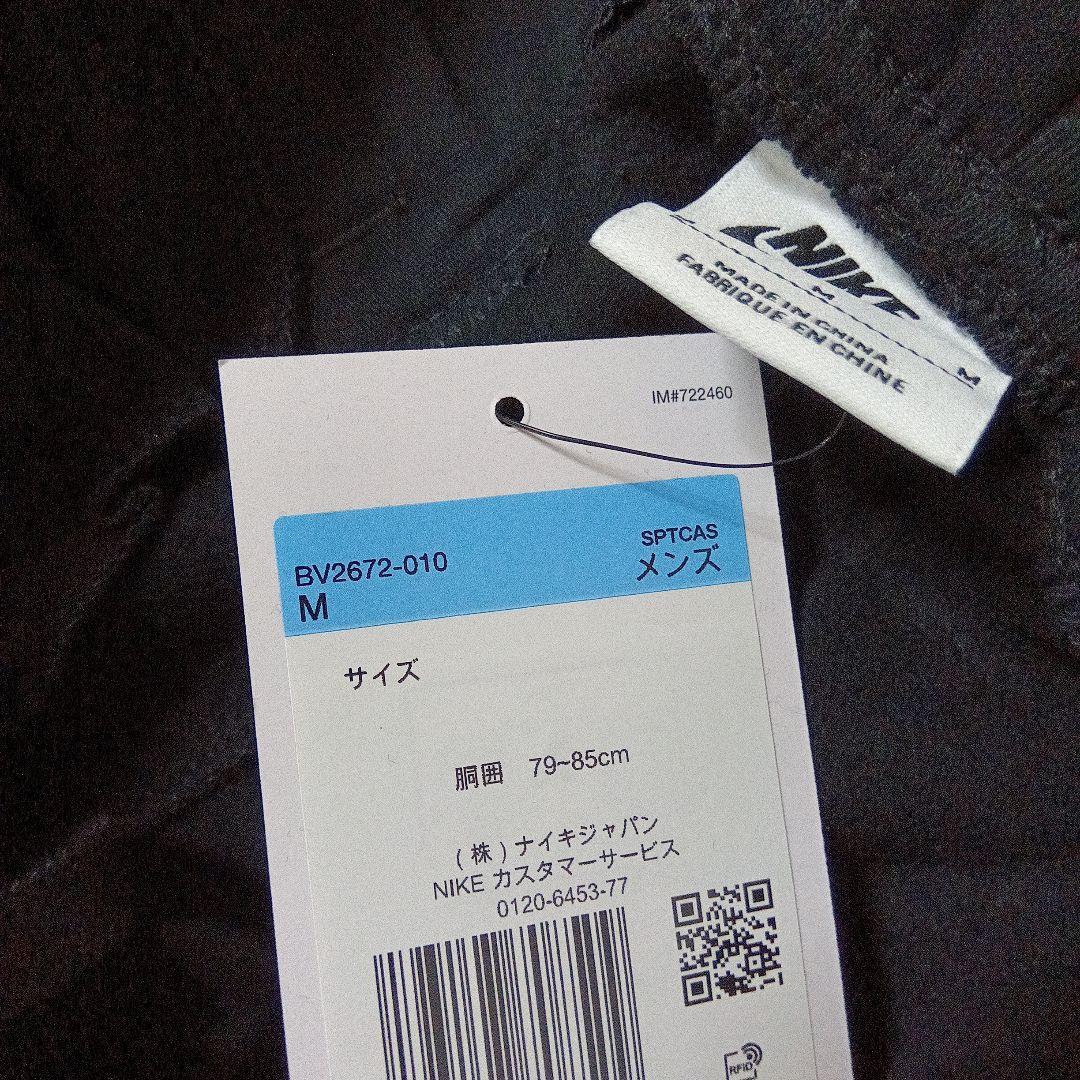 NIKE
M
M
M
MADE IN CHINA
FABRIQUE EN CHINE
IM#722460
SPTCAS
BV2672-010
メンズ
M
サイズ
胴囲 79~85cm
(株)ナイキジャパン
NIKE カスタマーサービス
0120-6453-77
RFID